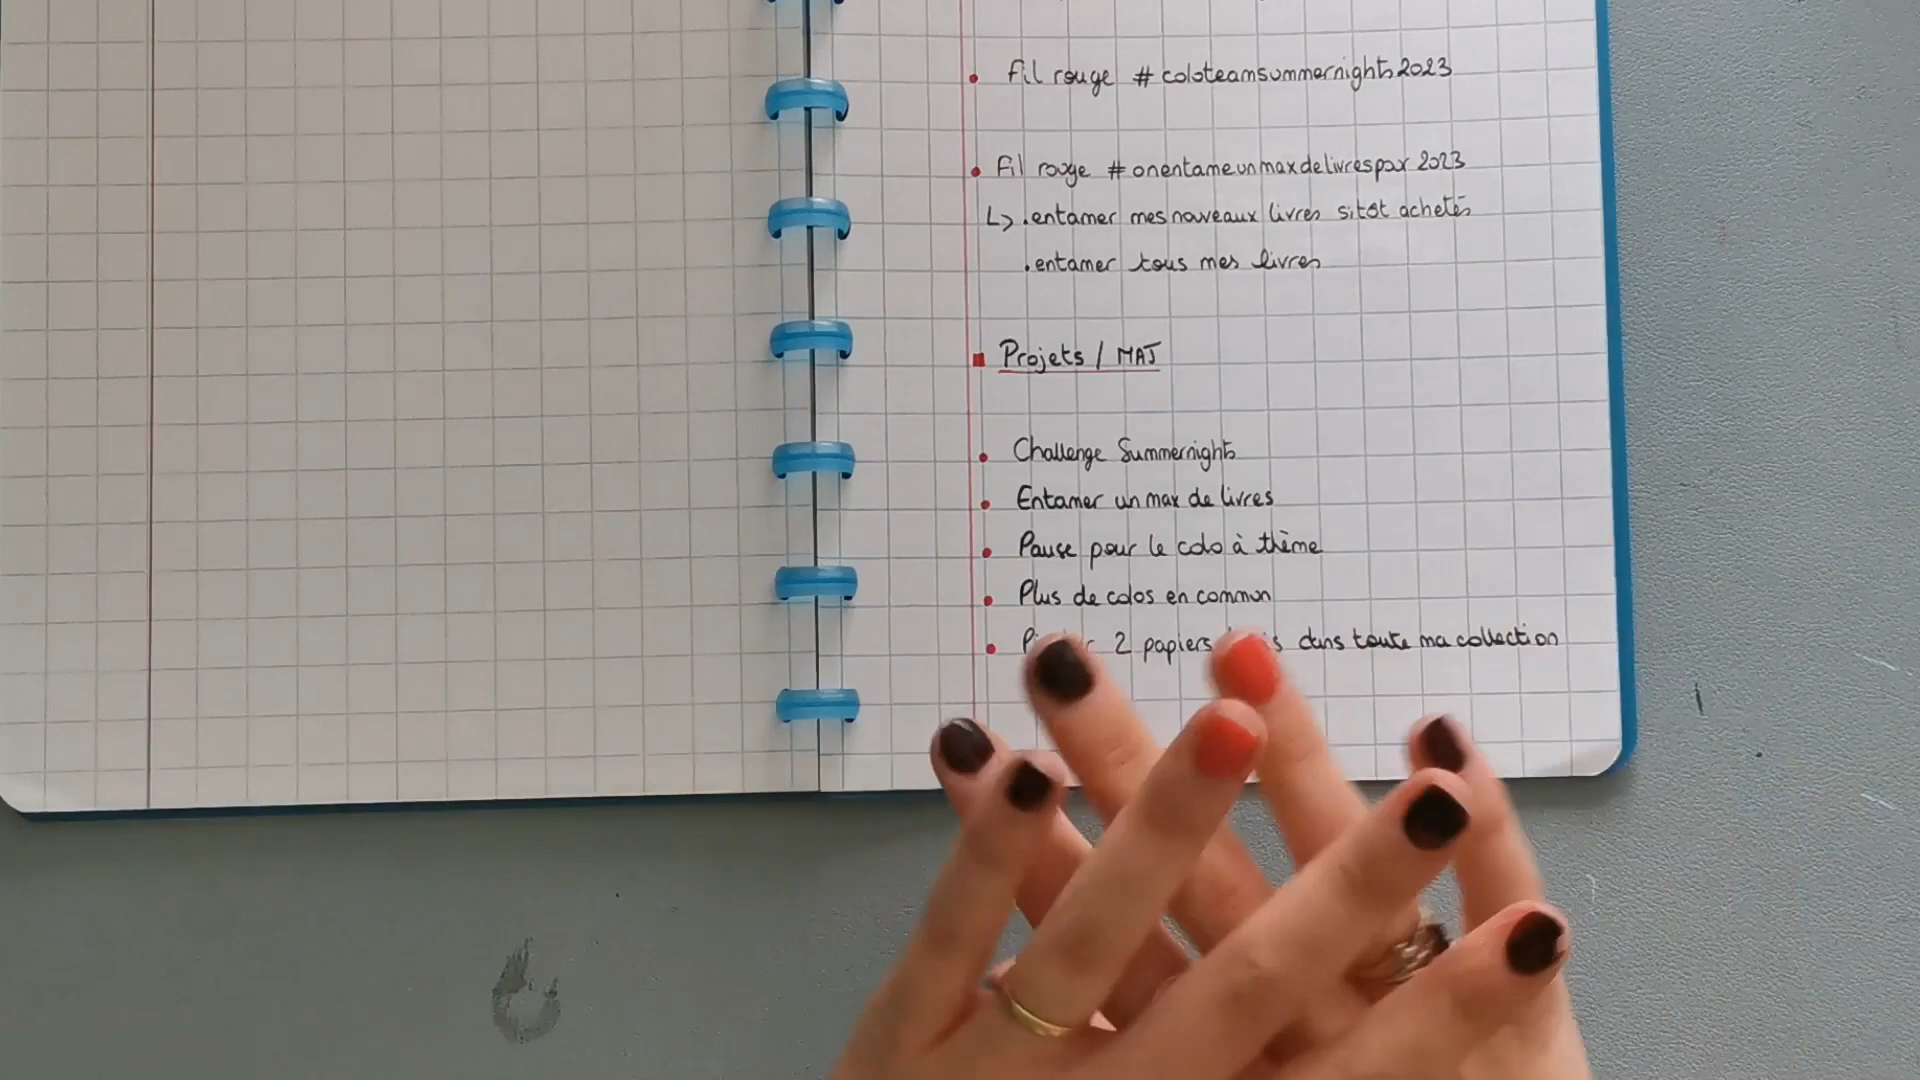 • Fil rouge #coloteamsummernights2023
• Fil rouge #onentameunmaxdelivrespour2023
↳ .entamer mes nouveaux livres sitôt achetés
.entamer tous mes livres
■ Projets / MAJ
• Challenge Summernights
• Entamer un max de livres
• Pause pour le colo à thème
• Plus de colos en commun
• 2 papiers dans toute ma collection